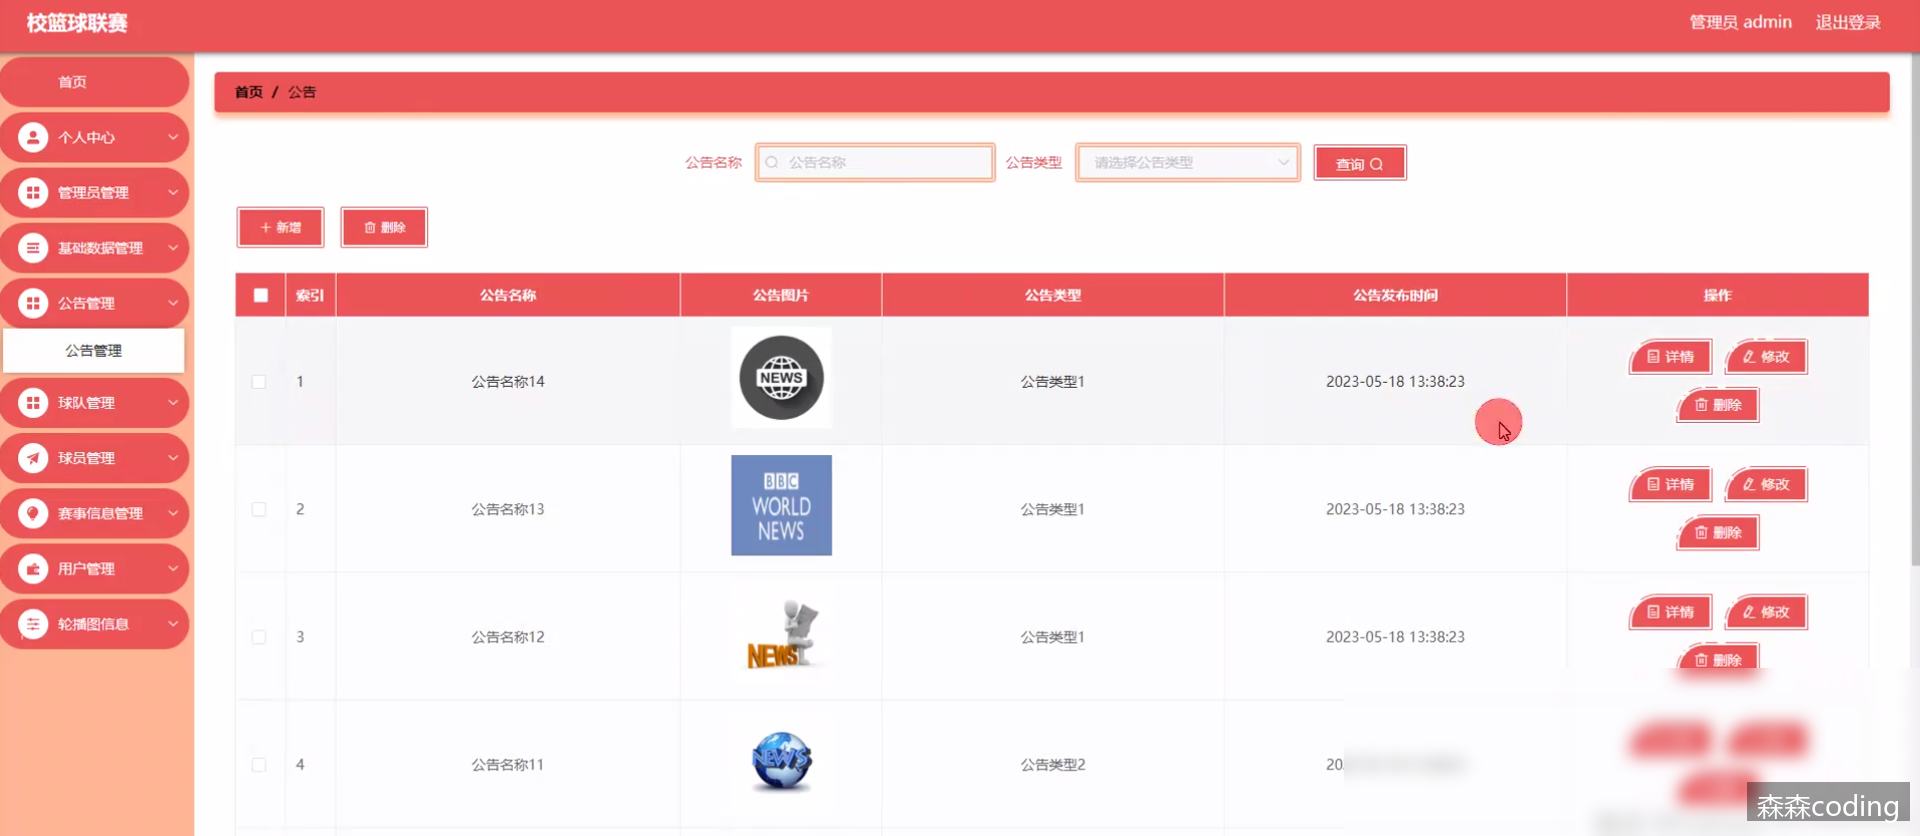 校篮球联赛
管理员 admin 退出登录
首页
个人中心
管理员管理
基础数据管理
公告管理
公告管理
球队管理
球员管理
赛事信息管理
用户管理
轮播图信息
首页 / 公告
公告名称 公告名称 公告类型 请选择公告类型 查询
新增 删除
索引 公告名称 公告图片 公告类型 公告发布时间 操作
1 公告名称14 NEWS 公告类型1 2023-05-18 13:38:23 详情 修改
删除
2 公告名称13 BBC WORLD NEWS 公告类型1 2023-05-18 13:38:23 详情 修改
删除
3 公告名称12 NEWS 公告类型1 2023-05-18 13:38:23 详情 修改
删除
4 公告名称11 NEWS 公告类型2 20
森森coding